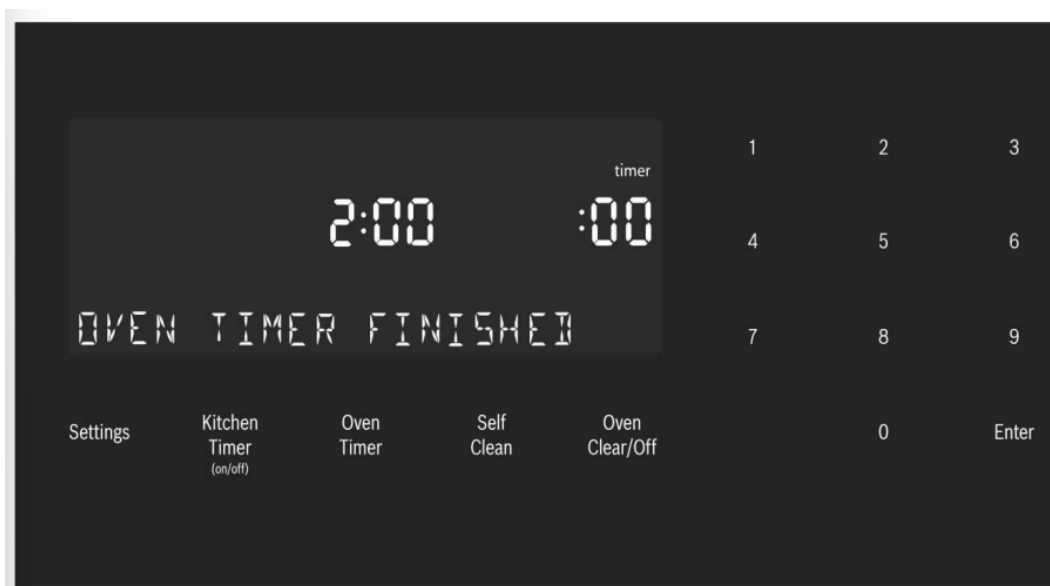 1 2 3
timer
2:00 :00
4 5 6
OVEN TIMER FINISHED
7 8 9
Settings
Kitchen
Timer
(on/off)
Oven
Timer
Self
Clean
Oven
Clear/Off
0 Enter